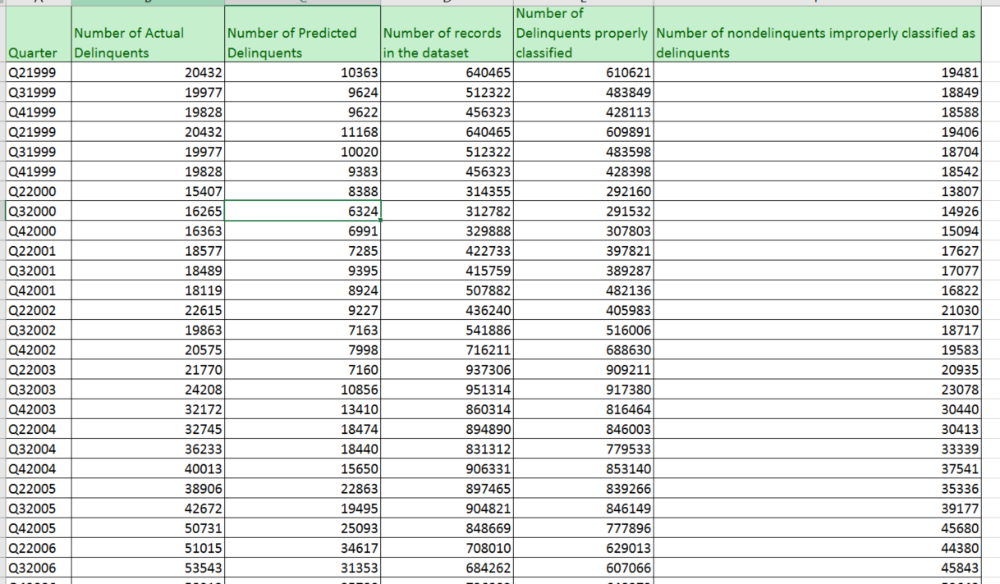 Quarter Number of Actual Delinquents Number of Predicted Delinquents Number of records in the dataset Number of Delinquents properly classified Number of nondelinquents improperly classified as delinquents
Q21999 20432 10363 640465 610621 19481
Q31999 19977 9624 512322 483849 18849
Q41999 19828 9622 456323 428113 18588
Q21999 20432 11168 640465 609891 19406
Q31999 19977 10020 512322 483598 18704
Q41999 19828 9383 456323 428398 18542
Q22000 15407 8388 314355 292160 13807
Q32000 16265 6324 312782 291532 14926
Q42000 16363 6991 329888 307803 15094
Q22001 18577 7285 422733 397821 17627
Q32001 18489 9395 415759 389287 17077
Q42001 18119 8924 507882 482136 16822
Q22002 22615 9227 436240 405983 21030
Q32002 19863 7163 541886 516006 18717
Q42002 20575 7998 716211 688630 19583
Q22003 21770 7160 937306 909211 20935
Q32003 24208 10856 951314 917380 23078
Q42003 32172 13410 860314 816464 30440
Q22004 32745 18474 894890 846003 30413
Q32004 36233 18440 831312 779533 33339
Q42004 40013 15650 906331 853140 37541
Q22005 38906 22863 897465 839266 35336
Q32005 42672 19495 904821 846149 39177
Q42005 50731 25093 848669 777896 45680
Q22006 51015 34617 708010 629013 44380
Q32006 53543 31353 684262 607066 45843